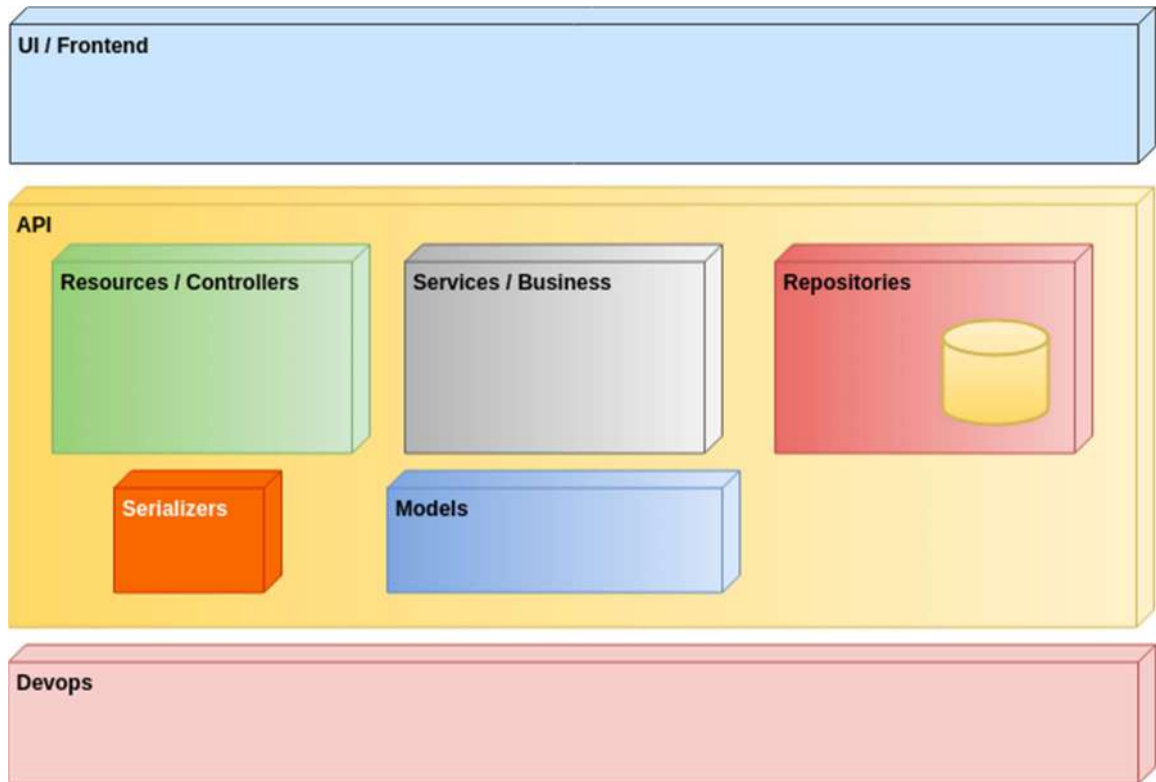 UI / Frontend
API
Resources / Controllers
Services / Business
Repositories
Serializers
Models
Devops